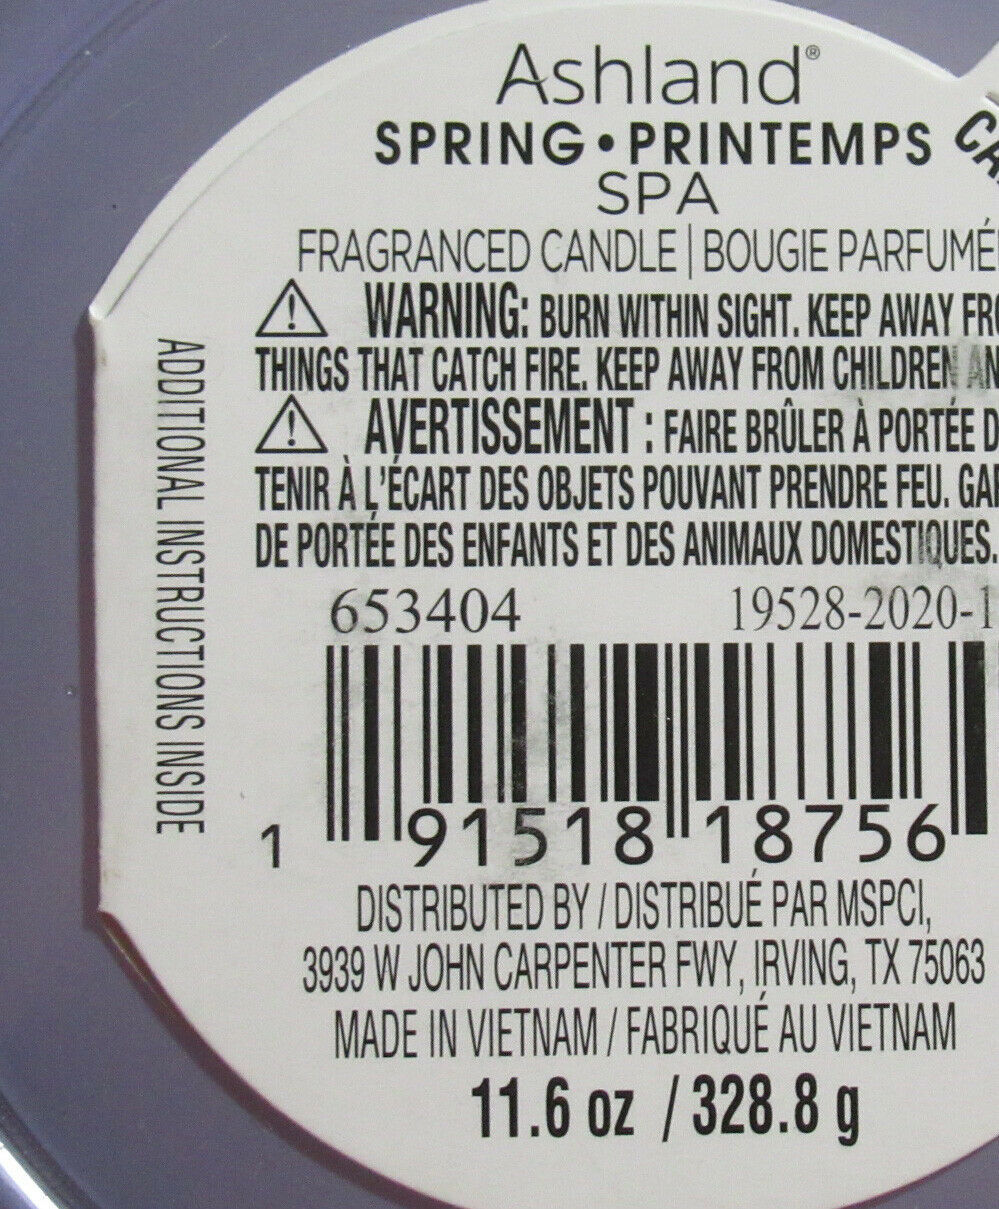 Ashland®
SPRING • PRINTEMPS
SPA
FRAGRANCED CANDLE | BOUGIE PARFUMÉ
WARNING: BURN WITHIN SIGHT. KEEP AWAY FRO
THINGS THAT CATCH FIRE. KEEP AWAY FROM CHILDREN AN
AVERTISSEMENT : FAIRE BRÛLER À PORTÉE D
TENIR À L'ÉCART DES OBJETS POUVANT PRENDRE FEU. GA
DE PORTÉE DES ENFANTS ET DES ANIMAUX DOMESTIQUES.
653404 19528-2020-1
1 91518 18756
DISTRIBUTED BY / DISTRIBUÉ PAR MSPCI,
3939 W JOHN CARPENTER FWY, IRVING, TX 75063
MADE IN VIETNAM / FABRIQUÉ AU VIETNAM
11.6 oz / 328.8 g
ADDITIONAL INSTRUCTIONS INSIDE